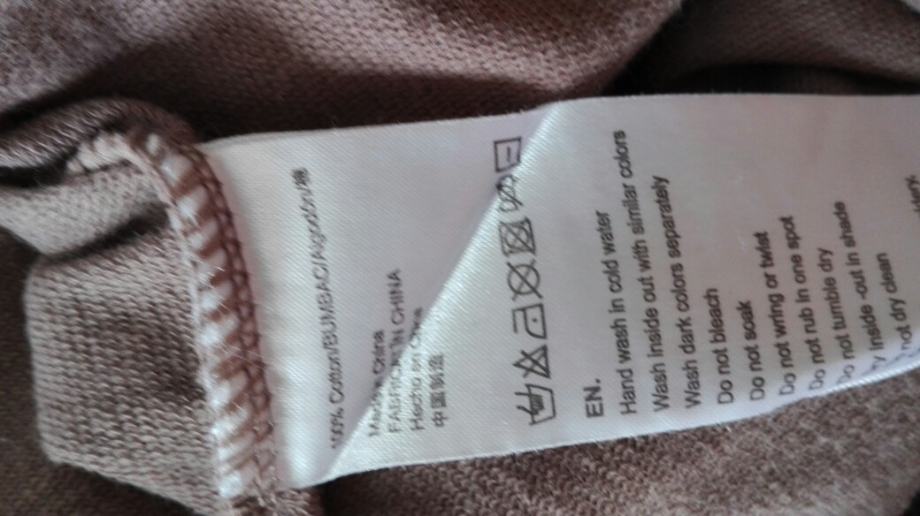 100% Cotton/BUMBAC/Algodón/棉
Made in China
FABRICAT IN CHINA
Hecho en China
中国制造
EN.
Hand wash in cold water
Wash inside out with similar colors
Wash dark colors separately
Do not bleach
Do not soak
Do not wring or twist
Do not rub in one spot
Do not tumble dry
inside -out in shade
not dry clean